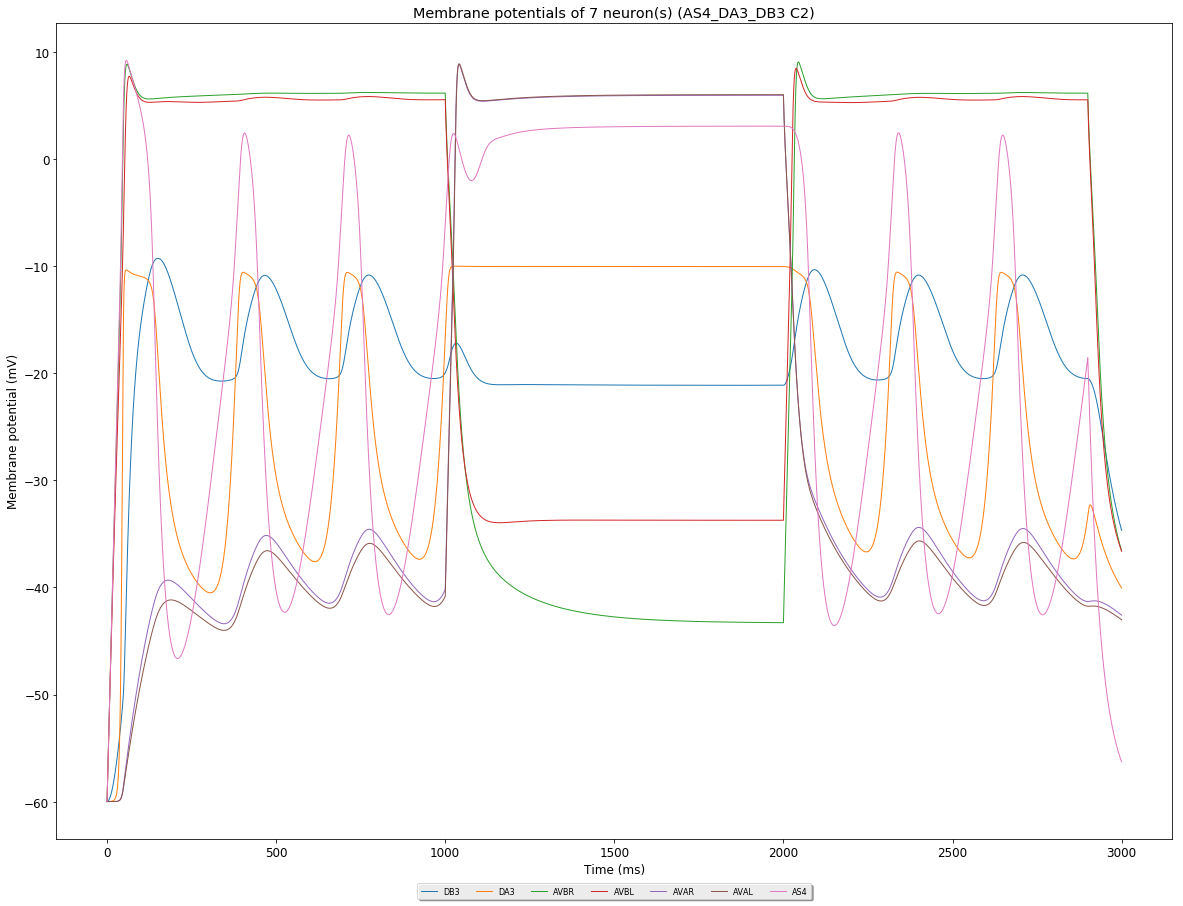 Membrane potentials of 7 neuron(s) (AS4_DA3_DB3 C2)
Membrane potential (mV)
10
0
−10
−20
−30
−40
−50
−60
0 500 1000 1500 2000 2500 3000
Time (ms)
DB3 DA3 AVBR AVBL AVAR AVAL AS4